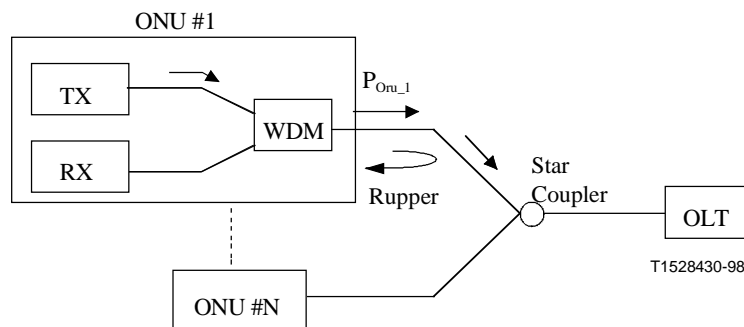 ONU #1
TX
RX
WDM
P_Oru_1
Rupper
Star
Coupler
OLT
T1528430-98
ONU #N